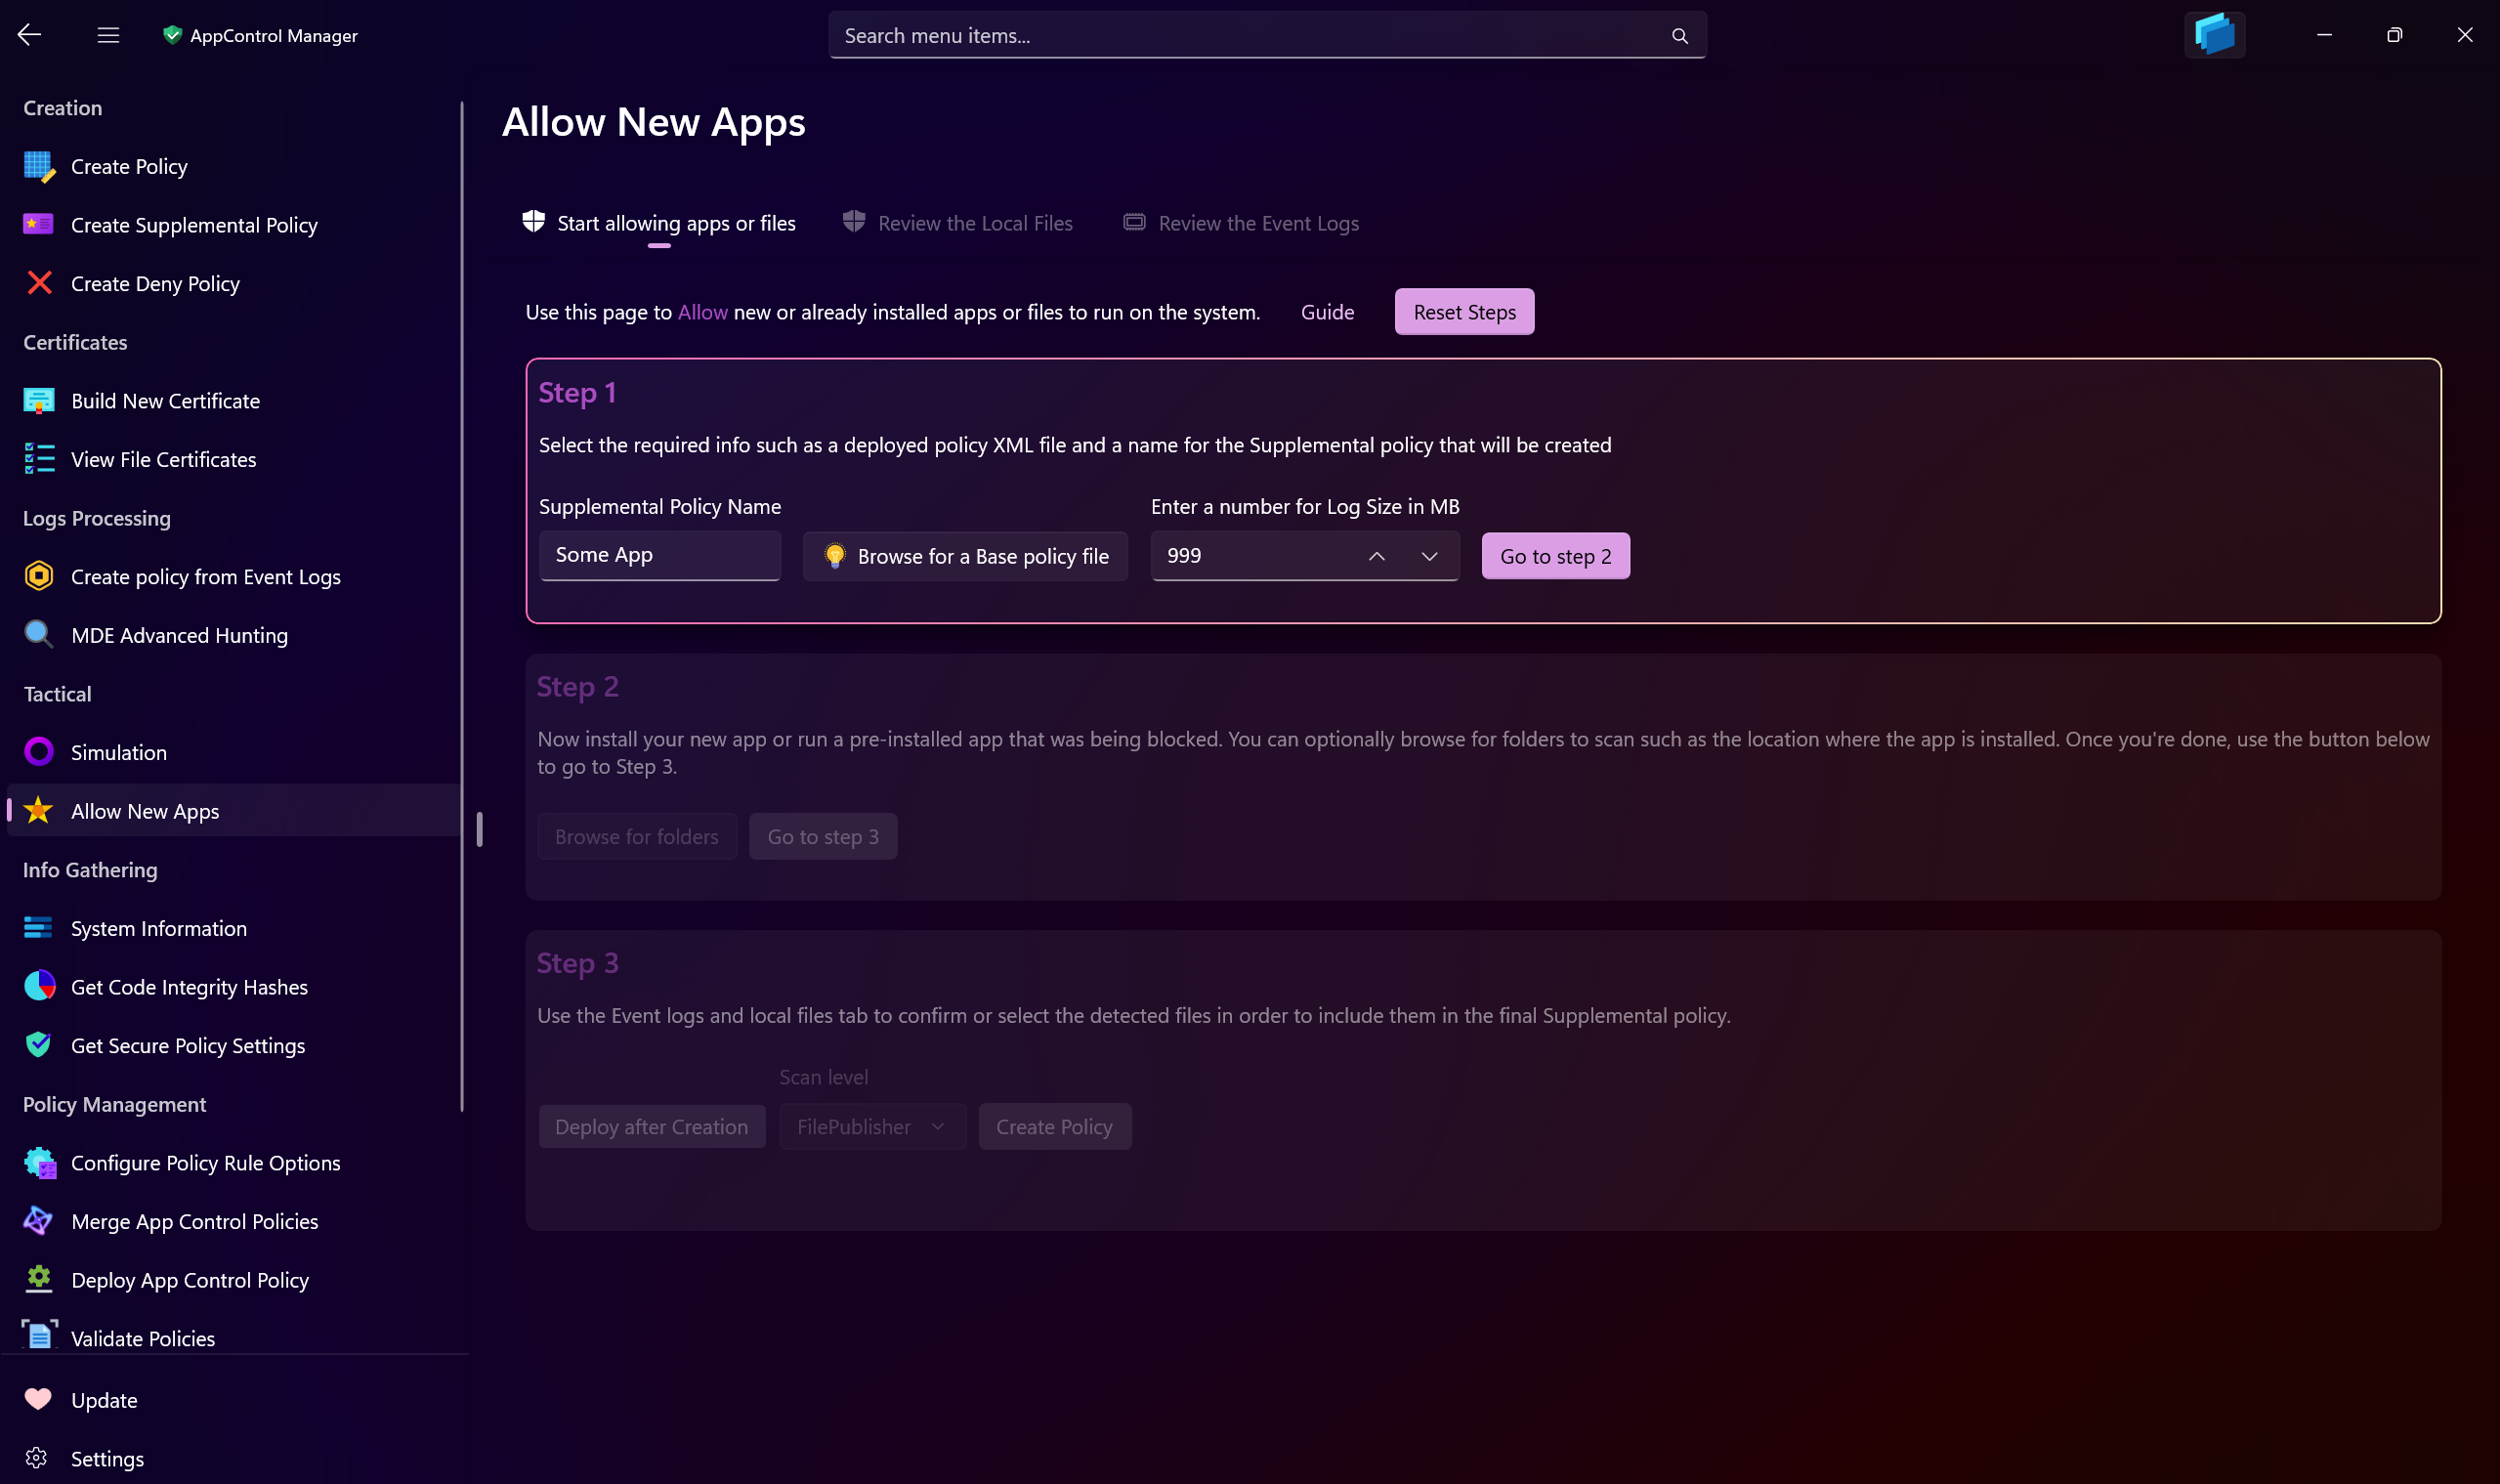 AppControl Manager
Search menu items...
Creation
Create Policy
Create Supplemental Policy
Create Deny Policy
Certificates
Build New Certificate
View File Certificates
Logs Processing
Create policy from Event Logs
MDE Advanced Hunting
Tactical
Simulation
Allow New Apps
Info Gathering
System Information
Get Code Integrity Hashes
Get Secure Policy Settings
Policy Management
Configure Policy Rule Options
Merge App Control Policies
Deploy App Control Policy
Validate Policies
Update
Settings
Allow New Apps
Start allowing apps or files
Review the Local Files
Review the Event Logs
Use this page to Allow new or already installed apps or files to run on the system.
Guide
Reset Steps
Step 1
Select the required info such as a deployed policy XML file and a name for the Supplemental policy that will be created
Supplemental Policy Name
Enter a number for Log Size in MB
Some App
Browse for a Base policy file
999
Go to step 2
Step 2
Now install your new app or run a pre-installed app that was being blocked. You can optionally browse for folders to scan such as the location where the app is installed. Once you're done, use the button below
to go to Step 3.
Browse for folders
Go to step 3
Step 3
Use the Event logs and local files tab to confirm or select the detected files in order to include them in the final Supplemental policy.
Scan level
Deploy after Creation
FilePublisher
Create Policy